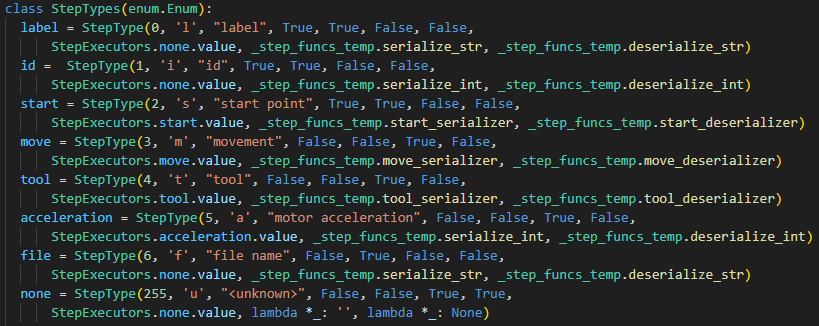 class StepTypes(enum.Enum):
    label = StepType(0, 'l', "label", True, True, False, False,
        StepExecutors.none.value, _step_funcs_temp.serialize_str, _step_funcs_temp.deserialize_str)
    id =  StepType(1, 'i', "id", True, True, False, False,
        StepExecutors.none.value, _step_funcs_temp.serialize_int, _step_funcs_temp.deserialize_int)
    start = StepType(2, 's', "start point", True, True, False, False,
        StepExecutors.start.value, _step_funcs_temp.start_serializer, _step_funcs_temp.start_deserializer)
    move = StepType(3, 'm', "movement", False, False, True, False,
        StepExecutors.move.value, _step_funcs_temp.move_serializer, _step_funcs_temp.move_deserializer)
    tool = StepType(4, 't', "tool", False, False, True, False,
        StepExecutors.tool.value, _step_funcs_temp.tool_serializer, _step_funcs_temp.tool_deserializer)
    acceleration = StepType(5, 'a', "motor acceleration", False, False, True, False,
        StepExecutors.acceleration.value, _step_funcs_temp.serialize_int, _step_funcs_temp.deserialize_int)
    file = StepType(6, 'f', "file name", False, True, False, False,
        StepExecutors.none.value, _step_funcs_temp.serialize_str, _step_funcs_temp.deserialize_str)
    none = StepType(255, 'u', "<unknown>", False, False, True, True,
        StepExecutors.none.value, lambda *_: '', lambda *_: None)